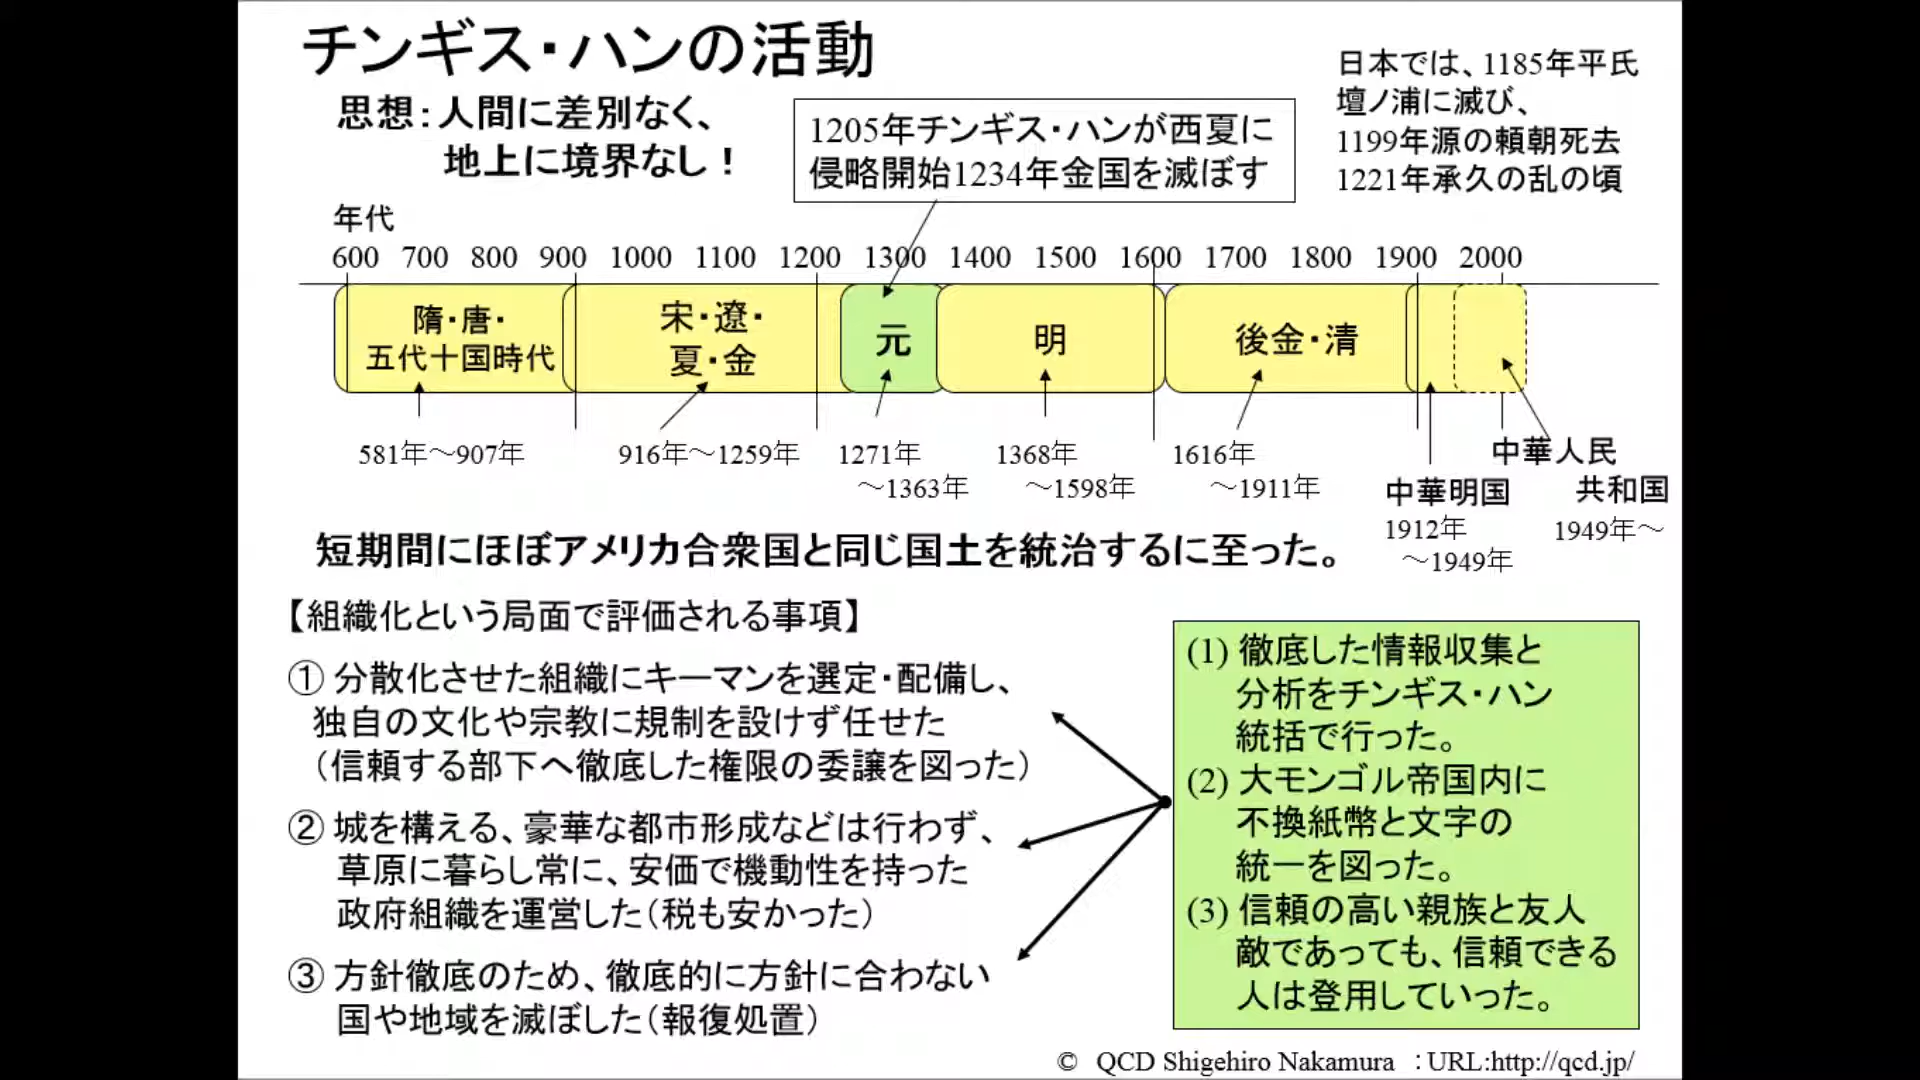 チンギス・ハンの活動
思想：人間に差別なく、
地上に境界なし！
1205年チンギス・ハンが西夏に
侵略開始1234年金国を滅ぼす
日本では、1185年平氏
壇ノ浦に滅び、
1199年源の頼朝死去
1221年承久の乱の頃
年代
600 700 800 900 1000 1100 1200 1300 1400 1500 1600 1700 1800 1900 2000
隋・唐・
五代十国時代
宋・遼・
夏・金
元
明
後金・清
581年～907年
916年～1259年
1271年
～1363年
1368年
～1598年
1616年
～1911年
中華明国
1912年
～1949年
中華人民
共和国
1949年～
短期間にほぼアメリカ合衆国と同じ国土を統治するに至った。
【組織化という局面で評価される事項】
① 分散化させた組織にキーマンを選定・配備し、
独自の文化や宗教に規制を設けず任せた
（信頼する部下へ徹底した権限の委譲を図った）
② 城を構える、豪華な都市形成などは行わず、
草原に暮らし常に、安価で機動性を持った
政府組織を運営した（税も安かった）
③ 方針徹底のため、徹底的に方針に合わない
国や地域を滅ぼした（報復処置）
(1) 徹底した情報収集と
分析をチンギス・ハン
統括で行った。
(2) 大モンゴル帝国内に
不換紙幣と文字の
統一を図った。
(3) 信頼の高い親族と友人
敵であっても、信頼できる
人は登用していった。
© QCD Shigehiro Nakamura ：URL:http://qcd.jp/